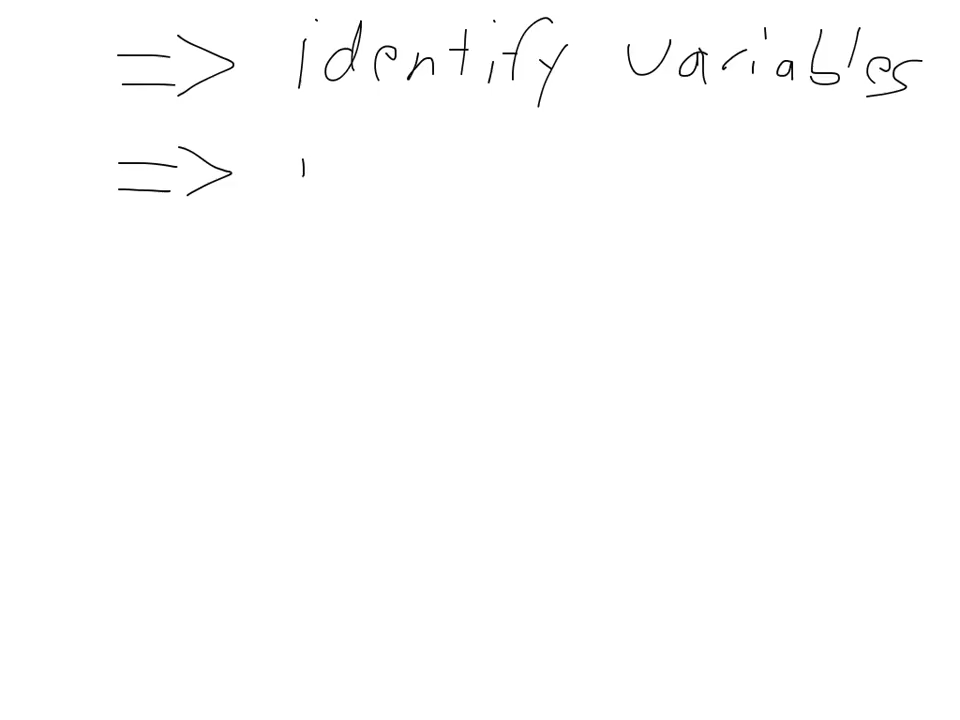 => identify variables
=>